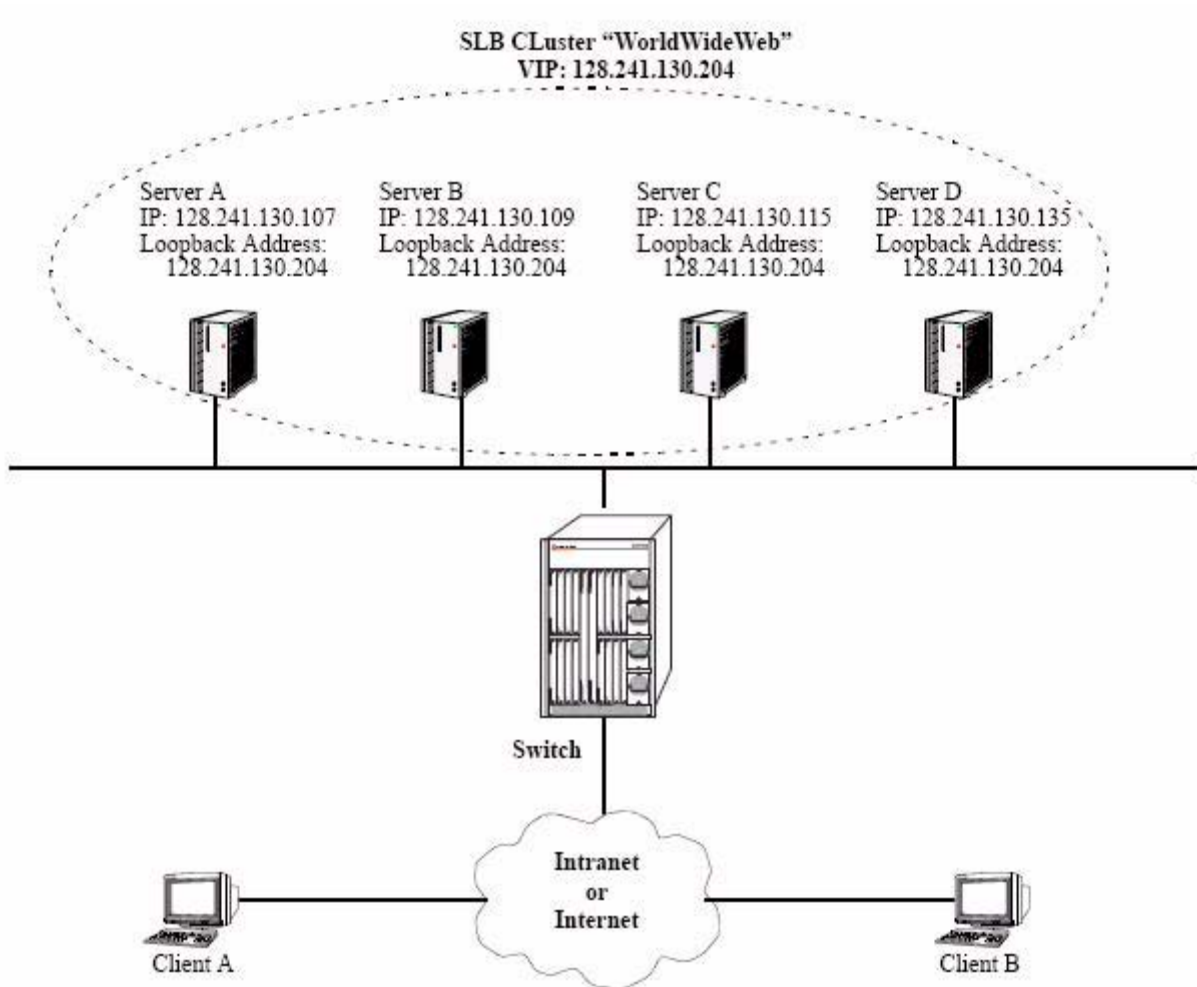 SLB CLuster “WorldWideWeb”
VIP: 128.241.130.204
Server A
IP: 128.241.130.107
Loopback Address:
128.241.130.204
Server B
IP: 128.241.130.109
Loopback Address:
128.241.130.204
Server C
IP: 128.241.130.115
Loopback Address:
128.241.130.204
Server D
IP: 128.241.130.135
Loopback Address:
128.241.130.204
Switch
Intranet
or
Internet
Client A
Client B